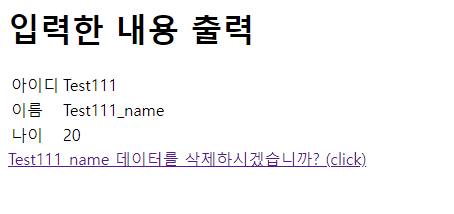 입력한 내용 출력
아이디 Test111
이름 Test111_name
나이 20
Test111_name 데이터를 삭제하시겠습니까? (click)